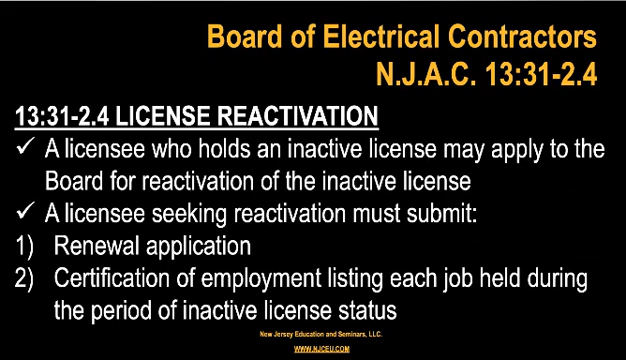 Board of Electrical Contractors
N.J.A.C. 13:31-2.4
13:31-2.4 LICENSE REACTIVATION
✓ A licensee who holds an inactive license may apply to the
Board for reactivation of the inactive license
✓ A licensee seeking reactivation must submit:
1) Renewal application
2) Certification of employment listing each job held during
the period of inactive license status
New Jersey Education and Seminars, LLC.
WWW.NJCEU.COM